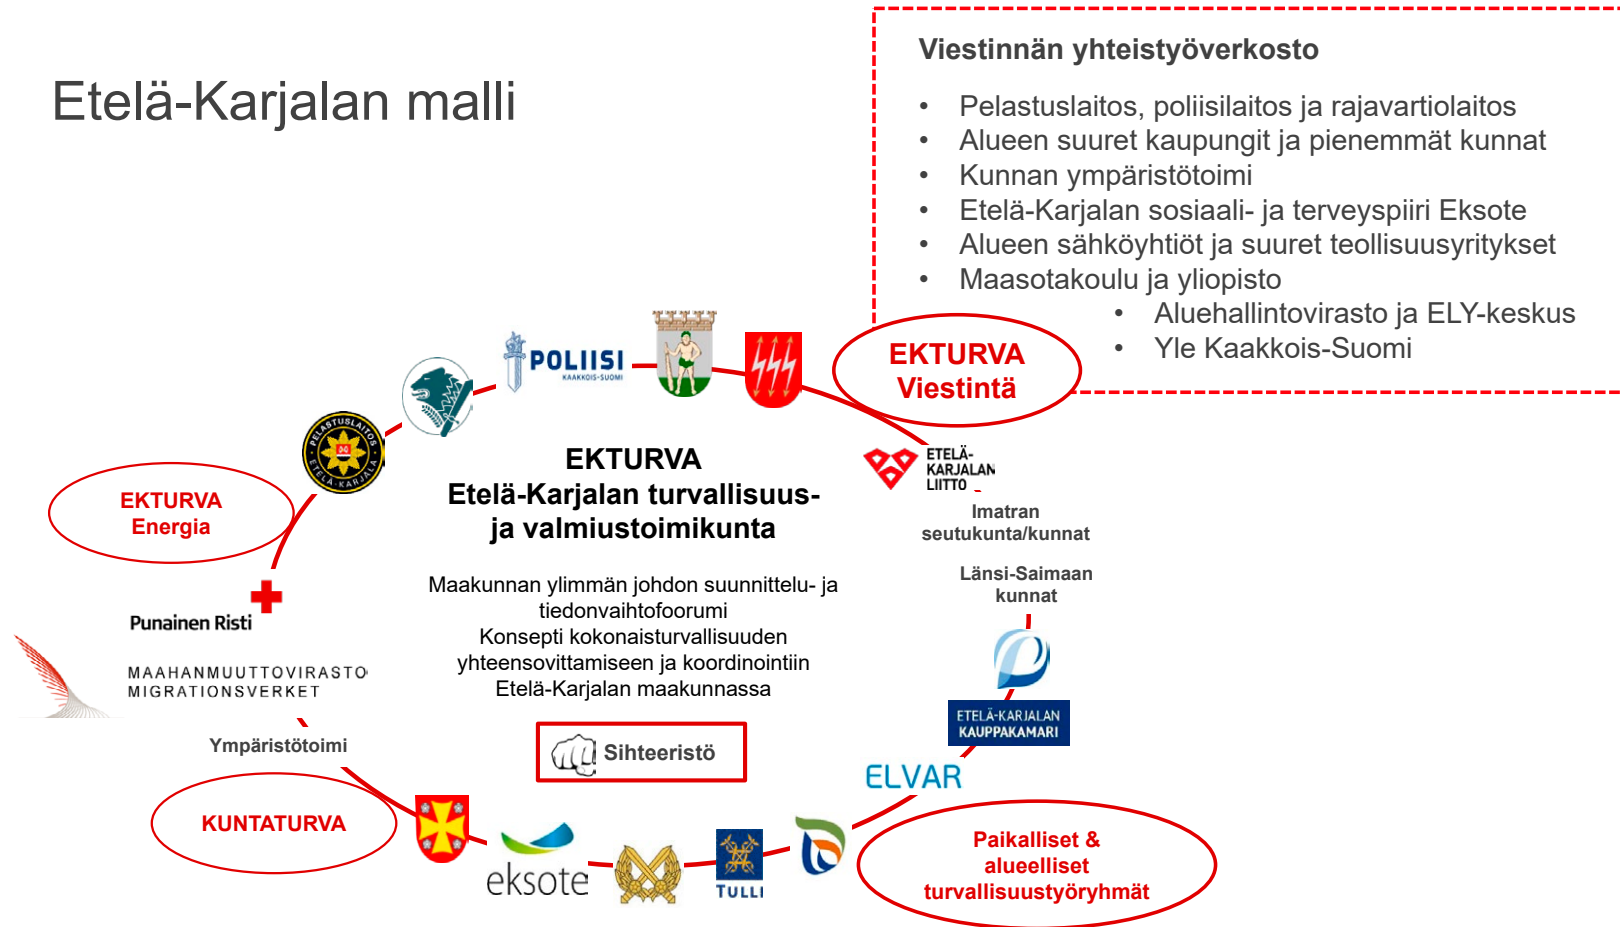 Etelä-Karjalan malli
Viestinnän yhteistyöverkosto
• Pelastuslaitos, poliisilaitos ja rajavartiolaitos
• Alueen suuret kaupungit ja pienemmät kunnat
• Kunnan ympäristötoimi
• Etelä-Karjalan sosiaali- ja terveyspiiri Eksote
• Alueen sähköyhtiöt ja suuret teollisuusyritykset
• Maasotakoulu ja yliopisto
• Aluehallintovirasto ja ELY-keskus
• Yle Kaakkois-Suomi
EKTURVA
Viestintä
POLIISI
KAAKKOIS-SUOMI
PELASTUSLAITOS
ETELÄ-KARJALA
EKTURVA
Energia
EKTURVA
Etelä-Karjalan turvallisuus-
ja valmiustoimikunta
Maakunnan ylimmän johdon suunnittelu- ja
tiedonvaihtofoorumi
Konsepti kokonaisturvallisuuden
yhteensovittamiseen ja koordinointiin
Etelä-Karjalan maakunnassa
Sihteeristö
ETELÄ-
KARJALAN
LIITTO
Imatran
seutukunta/kunnat
Länsi-Saimaan
kunnat
ETELÄ-KARJALAN
KAUPPAKAMARI
ELVAR
Punainen Risti
MAAHANMUUTTOVIRASTO
MIGRATIONSVERKET
Ympäristötoimi
KUNTATURVA
eksote
TULLI
Paikalliset &
alueelliset
turvallisuustyöryhmät